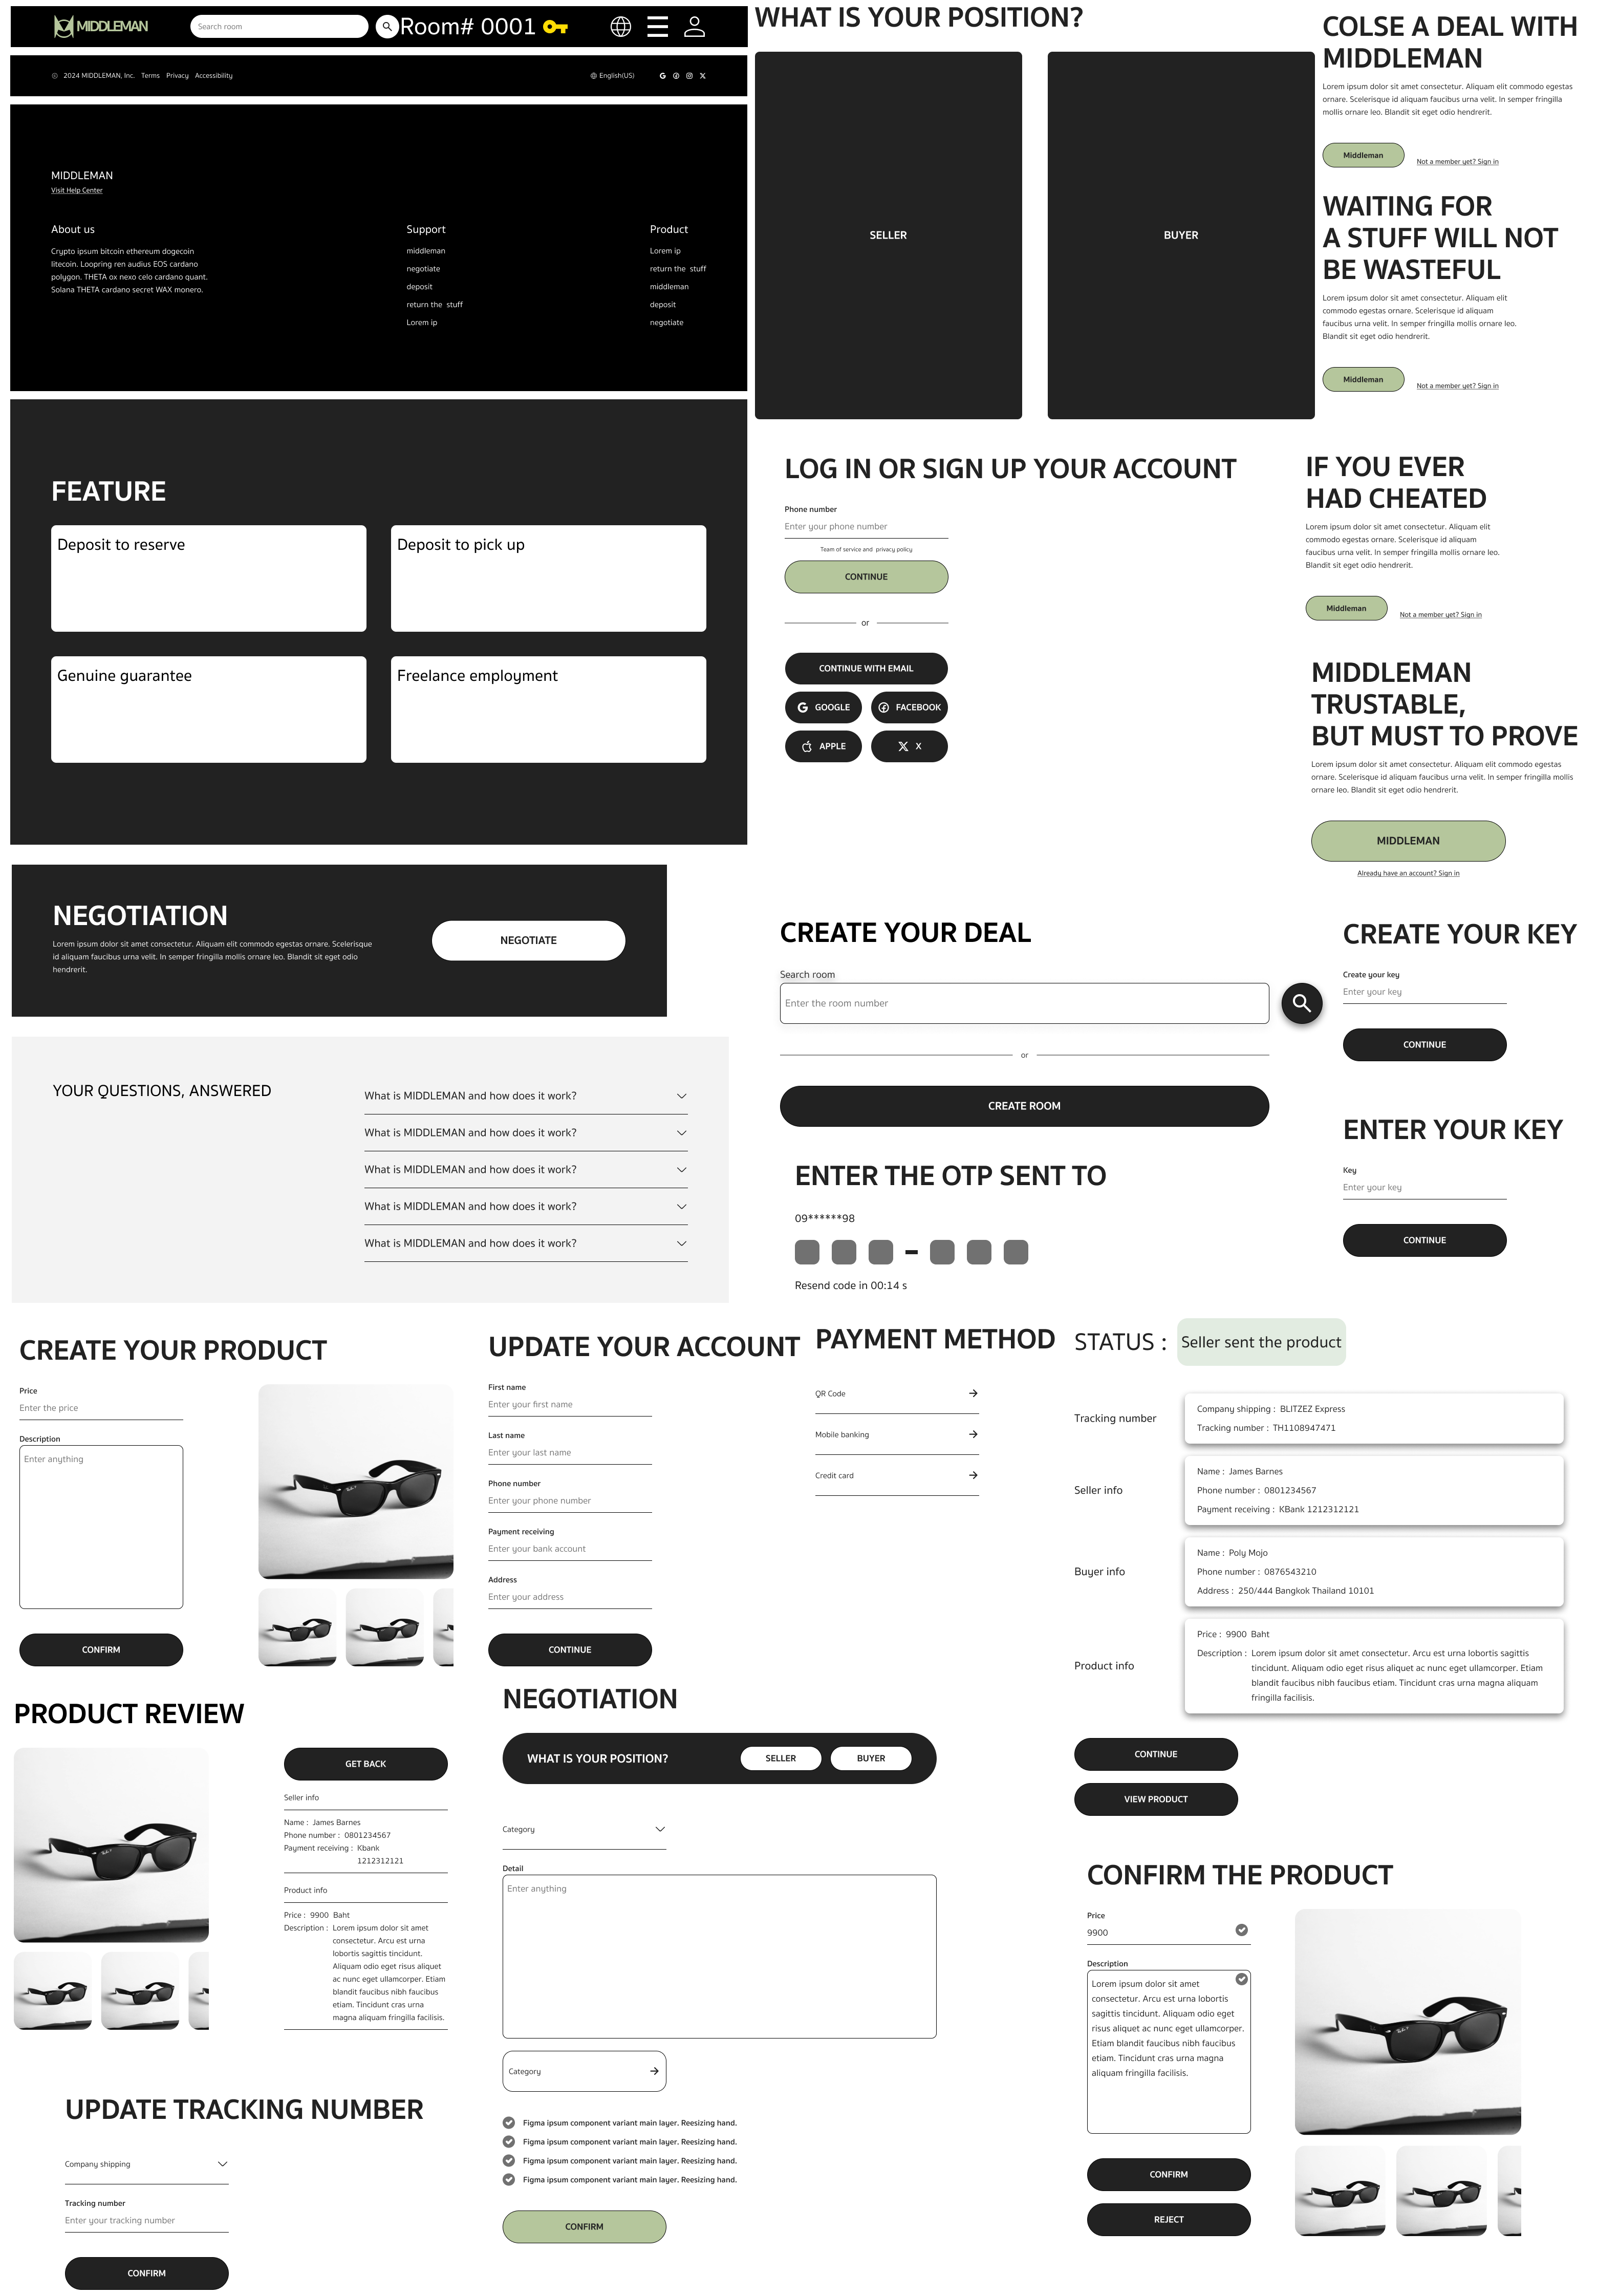 MIDDLEMAN
Search room
Room# 0001
© 2024 MIDDLEMAN, Inc. Terms Privacy Accessibility
English(US)
MIDDLEMAN
Visit Help Center
About us
Crypto ipsum bitcoin ethereum dogecoin
litecoin. Loopring ren audius EOS cardano
polygon. THETA ox nexo celo cardano quant.
Solana THETA cardano secret WAX monero.
Support
middleman
negotiate
deposit
return the stuff
Lorem ip
Product
Lorem ip
return the stuff
middleman
deposit
negotiate
FEATURE
Deposit to reserve
Deposit to pick up
Genuine guarantee
Freelance employment
NEGOTIATION
Lorem ipsum dolor sit amet consectetur. Aliquam elit commodo egestas ornare. Scelerisque
id aliquam faucibus urna velit. In semper fringilla mollis ornare leo. Blandit sit eget odio
hendrerit.
NEGOTIATE
YOUR QUESTIONS, ANSWERED
What is MIDDLEMAN and how does it work?
What is MIDDLEMAN and how does it work?
What is MIDDLEMAN and how does it work?
What is MIDDLEMAN and how does it work?
What is MIDDLEMAN and how does it work?
WHAT IS YOUR POSITION?
SELLER
BUYER
COLSE A DEAL WITH
MIDDLEMAN
Lorem ipsum dolor sit amet consectetur. Aliquam elit commodo egestas
ornare. Scelerisque id aliquam faucibus urna velit. In semper fringilla
mollis ornare leo. Blandit sit eget odio hendrerit.
Middleman
Not a member yet? Sign in
WAITING FOR
A STUFF WILL NOT
BE WASTEFUL
Lorem ipsum dolor sit amet consectetur. Aliquam elit
commodo egestas ornare. Scelerisque id aliquam
faucibus urna velit. In semper fringilla mollis ornare leo.
Blandit sit eget odio hendrerit.
Middleman
Not a member yet? Sign in
LOG IN OR SIGN UP YOUR ACCOUNT
Phone number
Enter your phone number
Team of service and privacy policy
CONTINUE
or
CONTINUE WITH EMAIL
GOOGLE
FACEBOOK
APPLE
X
IF YOU EVER
HAD CHEATED
Lorem ipsum dolor sit amet consectetur. Aliquam elit
commodo egestas ornare. Scelerisque id aliquam
faucibus urna velit. In semper fringilla mollis ornare leo.
Blandit sit eget odio hendrerit.
Middleman
Not a member yet? Sign in
MIDDLEMAN
TRUSTABLE,
BUT MUST TO PROVE
Lorem ipsum dolor sit amet consectetur. Aliquam elit commodo egestas
ornare. Scelerisque id aliquam faucibus urna velit. In semper fringilla mollis
ornare leo. Blandit sit eget odio hendrerit.
MIDDLEMAN
Already have an account? Sign in
CREATE YOUR DEAL
Search room
Enter the room number
or
CREATE ROOM
CREATE YOUR KEY
Create your key
Enter your key
CONTINUE
ENTER THE OTP SENT TO
09******98
-
Resend code in 00:14 s
ENTER YOUR KEY
Key
Enter your key
CONTINUE
CREATE YOUR PRODUCT
Price
Enter the price
Description
Enter anything
CONFIRM
UPDATE YOUR ACCOUNT
First name
Enter your first name
Last name
Enter your last name
Phone number
Enter your phone number
Payment receiving
Enter your bank account
Address
Enter your address
CONTINUE
PAYMENT METHOD
QR Code
Mobile banking
Credit card
STATUS :
Seller sent the product
Tracking number
Company shipping : BLITZEZ Express
Tracking number : TH1108947471
Seller info
Name : James Barnes
Phone number : 0801234567
Payment receiving : KBank 1212312121
Buyer info
Name : Poly Mojo
Phone number : 0876543210
Address : 250/444 Bangkok Thailand 10101
Product info
Price : 9900 Baht
Description : Lorem ipsum dolor sit amet consectetur. Arcu est urna lobortis sagittis
tincidunt. Aliquam odio eget risus aliquet ac nunc eget ullamcorper. Etiam
blandit faucibus nibh faucibus etiam. Tincidunt cras urna magna aliquam
fringilla facilisis.
CONTINUE
VIEW PRODUCT
PRODUCT REVIEW
GET BACK
Seller info
Name : James Barnes
Phone number : 0801234567
Payment receiving : Kbank
1212312121
Product info
Price : 9900 Baht
Description : Lorem ipsum dolor sit amet
consectetur. Arcu est urna
lobortis sagittis tincidunt.
Aliquam odio eget risus aliquet
ac nunc eget ullamcorper. Etiam
blandit faucibus nibh faucibus
etiam. Tincidunt cras urna
magna aliquam fringilla facilisis.
NEGOTIATION
WHAT IS YOUR POSITION?
SELLER
BUYER
Category
Detail
Enter anything
Category
Figma ipsum component variant main layer. Reesizing hand.
Figma ipsum component variant main layer. Reesizing hand.
Figma ipsum component variant main layer. Reesizing hand.
Figma ipsum component variant main layer. Reesizing hand.
CONFIRM
CONFIRM THE PRODUCT
Price
9900
Description
Lorem ipsum dolor sit amet
consectetur. Arcu est urna lobortis
sagittis tincidunt. Aliquam odio eget
risus aliquet ac nunc eget ullamcorper.
Etiam blandit faucibus nibh faucibus
etiam. Tincidunt cras urna magna
aliquam fringilla facilisis.
CONFIRM
REJECT
UPDATE TRACKING NUMBER
Company shipping
Tracking number
Enter your tracking number
CONFIRM